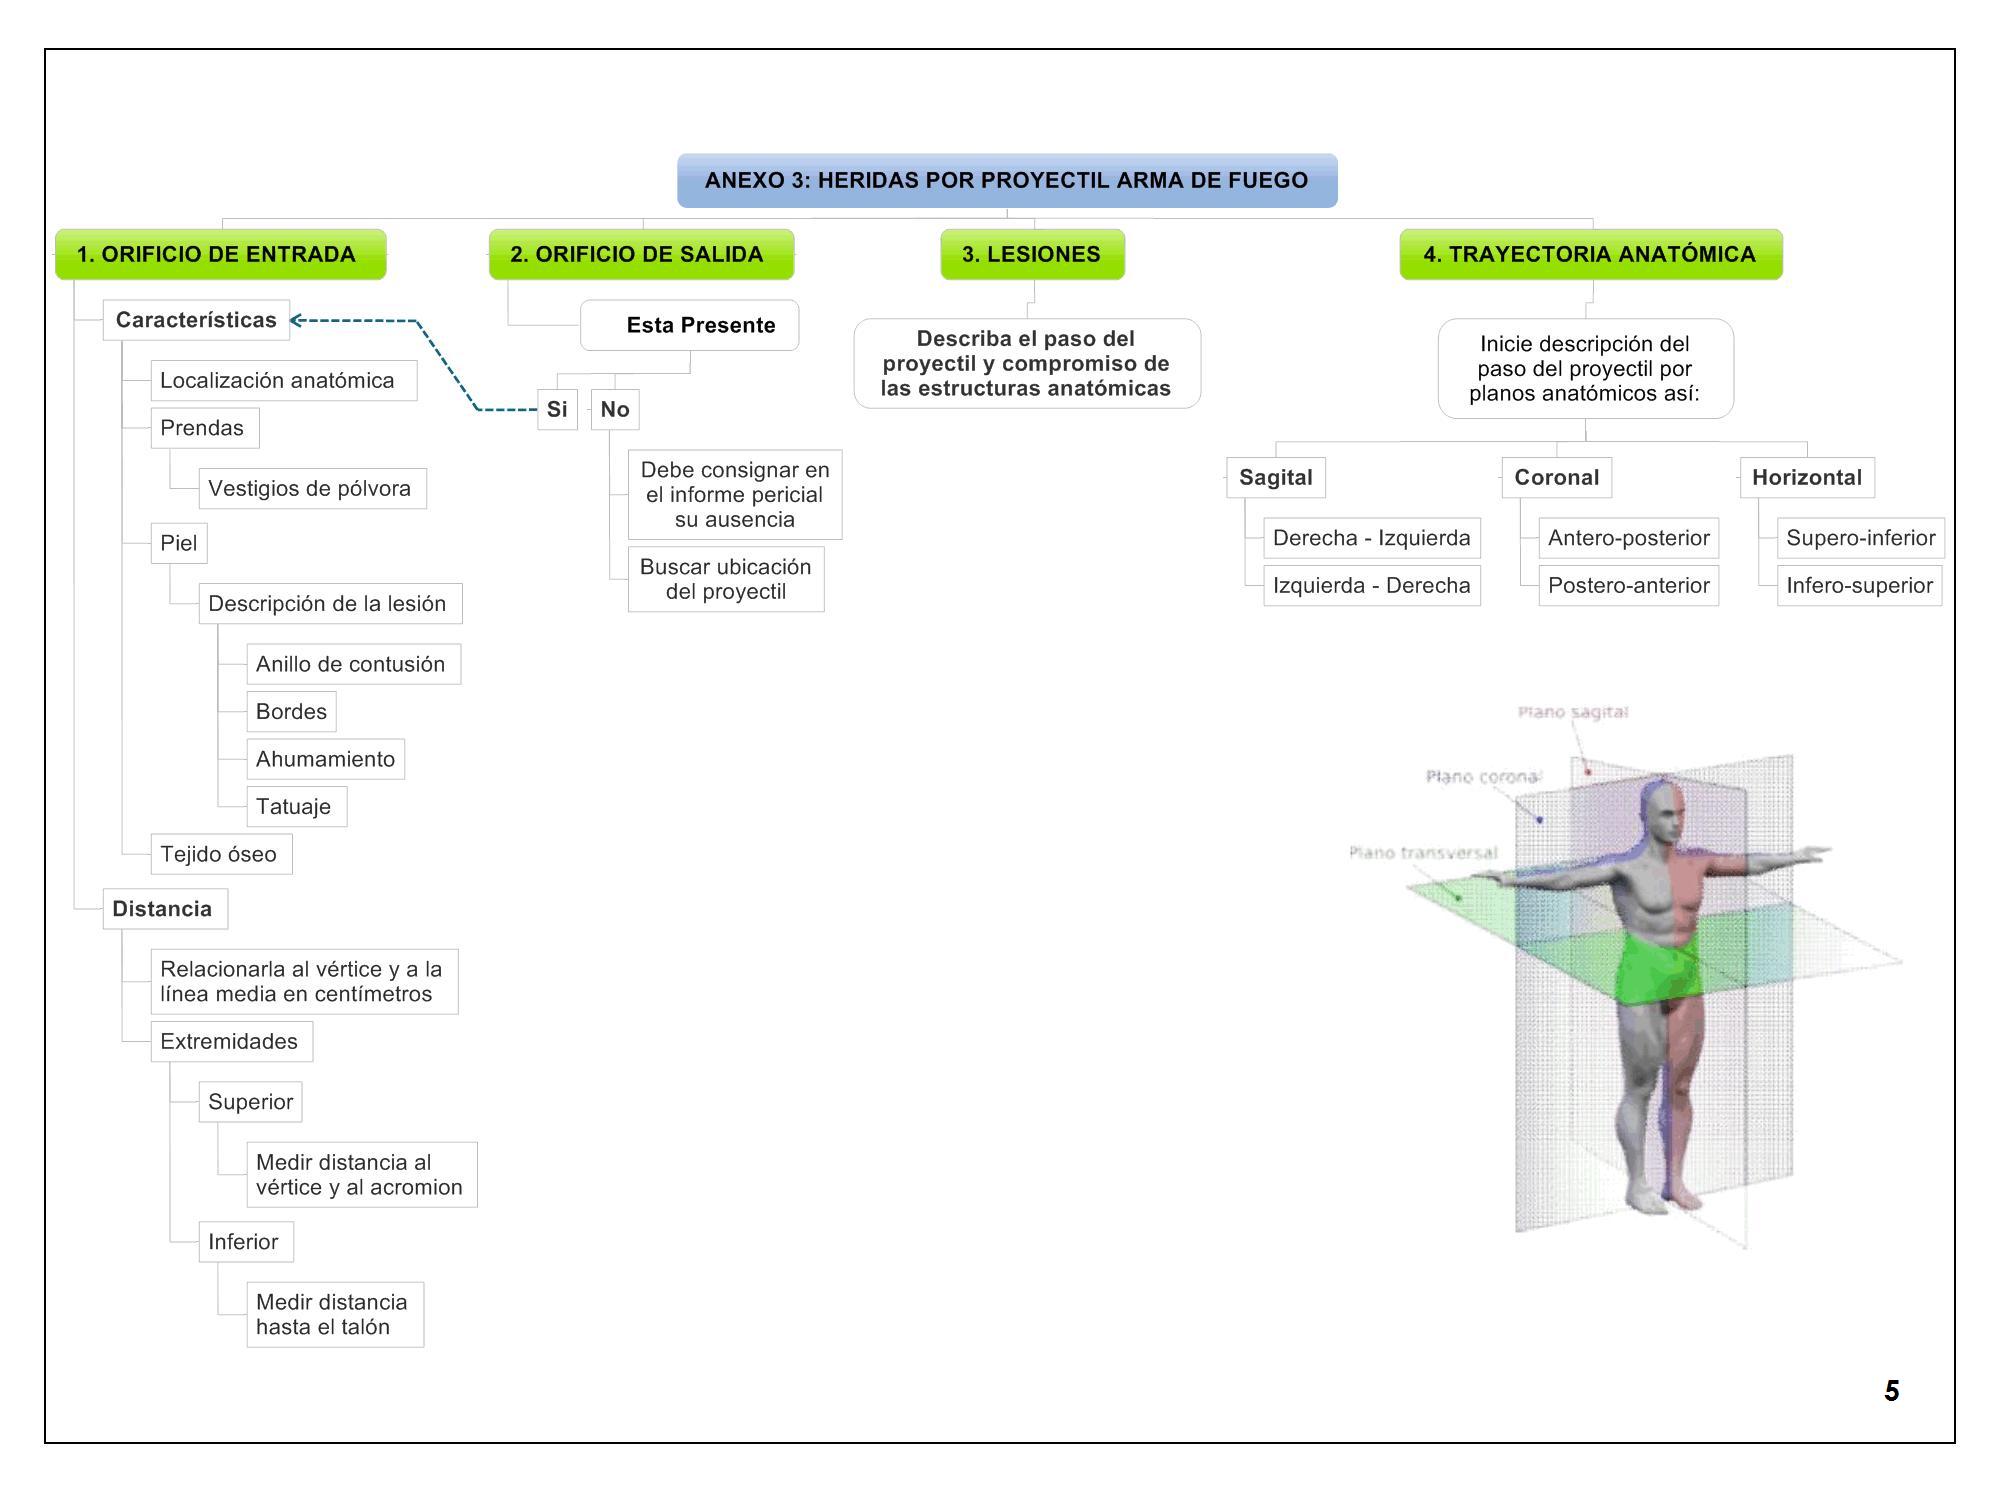 ANEXO 3: HERIDAS POR PROYECTIL ARMA DE FUEGO
1. ORIFICIO DE ENTRADA
Características
Localización anatómica
Prendas
Vestigios de pólvora
Piel
Descripción de la lesión
Anillo de contusión
Bordes
Ahumamiento
Tatuaje
Tejido óseo
Distancia
Relacionarla al vértice y a la
línea media en centímetros
Extremidades
Superior
Medir distancia al
vértice y al acromion
Inferior
Medir distancia
hasta el talón
2. ORIFICIO DE SALIDA
Esta Presente
Si
No
Debe consignar en
el informe pericial
su ausencia
Buscar ubicación
del proyectil
3. LESIONES
Describa el paso del
proyectil y compromiso de
las estructuras anatómicas
4. TRAYECTORIA ANATÓMICA
Inicie descripción del
paso del proyectil por
planos anatómicos así:
Sagital
Derecha - Izquierda
Izquierda - Derecha
Coronal
Antero-posterior
Postero-anterior
Horizontal
Supero-inferior
Infero-superior
Plano sagital
Plano coronal
Plano transversal
5